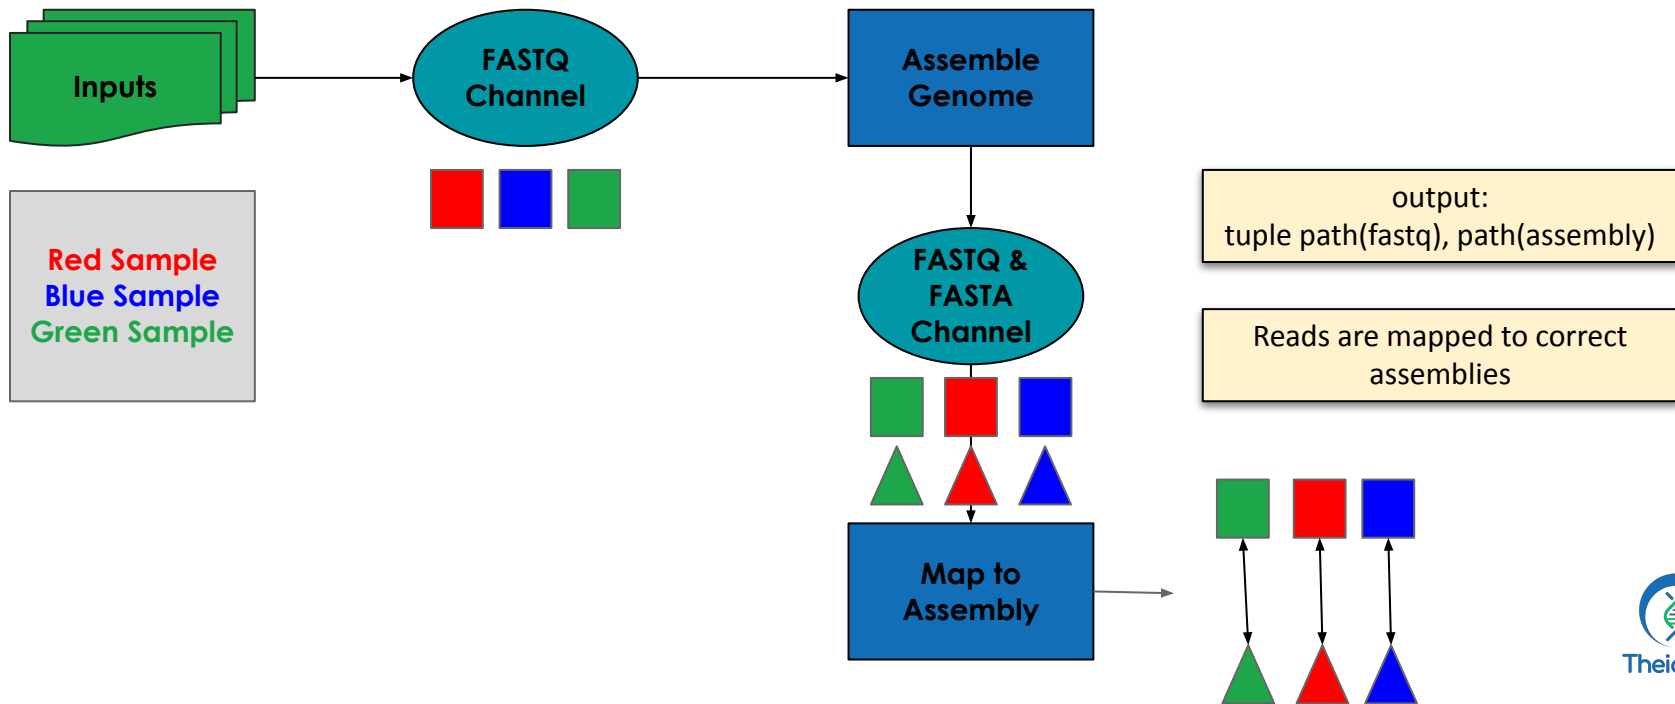 Inputs
FASTQ
Channel
Assemble
Genome
Red Sample
Blue Sample
Green Sample
FASTQ &
FASTA
Channel
output:
tuple path(fastq), path(assembly)
Reads are mapped to correct
assemblies
Map to
Assembly